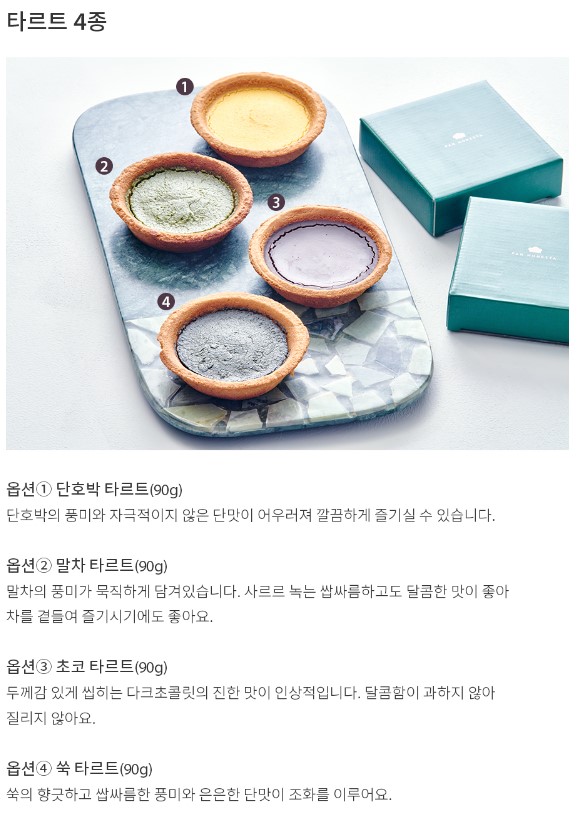 타르트 4종
1
2
3
4
옵션① 단호박 타르트(90g)
단호박의 풍미와 자극적이지 않은 단맛이 어우러져 깔끔하게 즐기실 수 있습니다.
옵션② 말차 타르트(90g)
말차의 풍미가 묵직하게 담겨있습니다. 사르르 녹는 쌉싸름하고도 달콤한 맛이 좋아
차를 곁들여 즐기시기에도 좋아요.
옵션③ 초코 타르트(90g)
두께감 있게 씹히는 다크초콜릿의 진한 맛이 인상적입니다. 달콤함이 과하지 않아
질리지 않아요.
옵션④ 쑥 타르트(90g)
쑥의 향긋하고 쌉싸름한 풍미와 은은한 단맛이 조화를 이루어요.